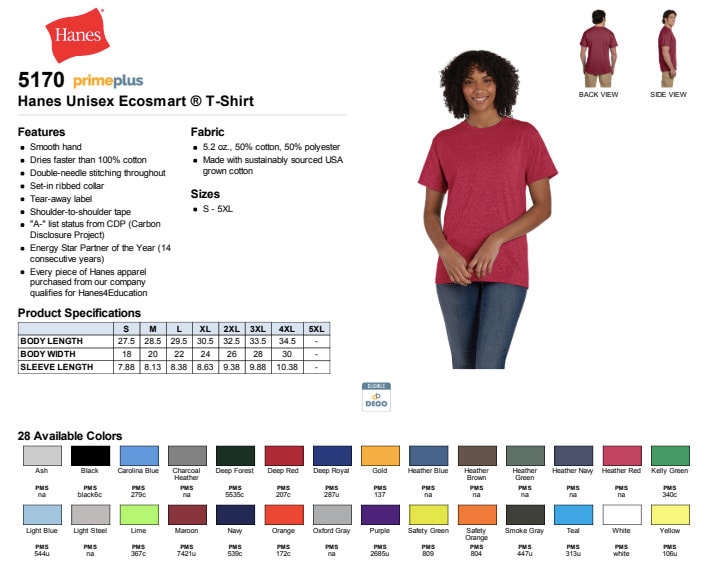 Hanes
5170 primeplus
Hanes Unisex Ecosmart ® T-Shirt
BACK VIEW
SIDE VIEW
Features
Smooth hand
Dries faster than 100% cotton
Double-needle stitching throughout
Set-in ribbed collar
Tear-away label
Shoulder-to-shoulder tape
"A-" list status from CDP (Carbon
Disclosure Project)
Energy Star Partner of the Year (14
consecutive years)
Every piece of Hanes apparel
purchased from our company
qualifies for Hanes4Education
Fabric
5.2 oz., 50% cotton, 50% polyester
Made with sustainably sourced USA
grown cotton
Sizes
S - 5XL
Product Specifications
S M L XL 2XL 3XL 4XL 5XL
BODY LENGTH 27.5 28.5 29.5 30.5 32.5 33.5 34.5 -
BODY WIDTH 18 20 22 24 26 28 30 -
SLEEVE LENGTH 7.88 8.13 8.38 8.63 9.38 9.88 10.38 -
ELIGIBLE
DECO
28 Available Colors
Ash
PMS
na
Black
PMS
black6c
Carolina Blue
PMS
279c
Charcoal
Heather
PMS
na
Deep Forest
PMS
5535c
Deep Red
PMS
207c
Deep Royal
PMS
287u
Gold
PMS
137
Heather Blue
PMS
na
Heather
Brown
PMS
na
Heather
Green
PMS
na
Heather Navy
PMS
na
Heather Red
PMS
na
Kelly Green
PMS
340c
Light Blue
PMS
544u
Light Steel
PMS
na
Lime
PMS
367c
Maroon
PMS
7421u
Navy
PMS
539c
Orange
PMS
172c
Oxford Gray
PMS
na
Purple
PMS
2685u
Safety Green
PMS
809
Safety
Orange
PMS
804
Smoke Gray
PMS
447u
Teal
PMS
313u
White
PMS
white
Yellow
PMS
106u